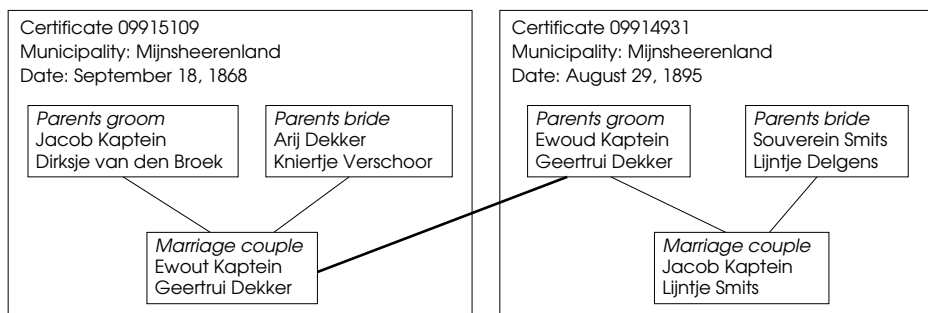 Certificate 09915109
Municipality: Mijnsheerenland
Date: September 18, 1868
Parents groom
Jacob Kaptein
Dirksje van den Broek
Parents bride
Arij Dekker
Kniertje Verschoor
Marriage couple
Ewout Kaptein
Geertrui Dekker
Certificate 09914931
Municipality: Mijnsheerenland
Date: August 29, 1895
Parents groom
Ewoud Kaptein
Geertrui Dekker
Parents bride
Souverein Smits
Lijntje Delgens
Marriage couple
Jacob Kaptein
Lijntje Smits